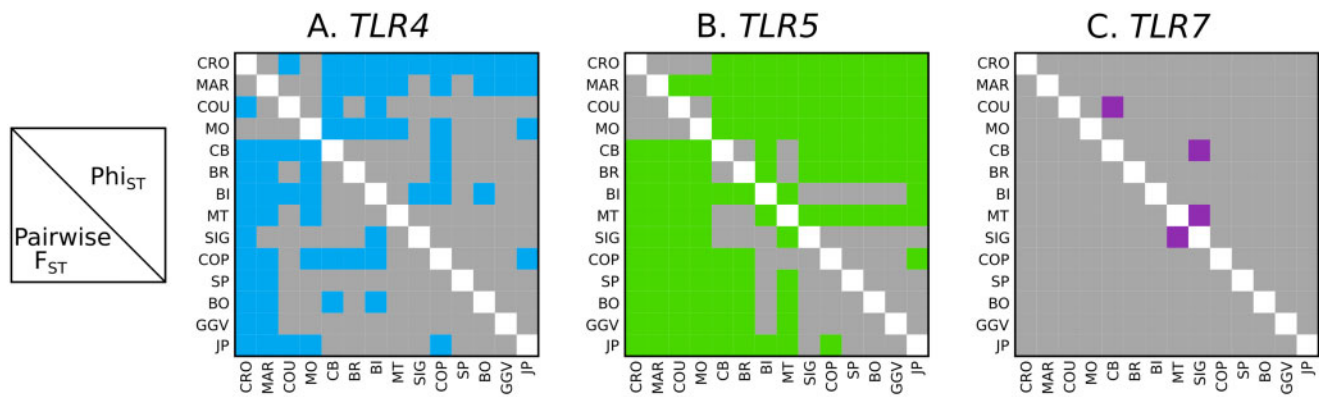 A. TLR4
B. TLR5
C. TLR7
PhiST
Pairwise
FST
CRO
MAR
COU
MO
CB
BR
BI
MT
SIG
COP
SP
BO
GGV
JP
CRO MAR COU MO CB BR BI MT SIG COP SP BO GGV JP
CRO
MAR
COU
MO
CB
BR
BI
MT
SIG
COP
SP
BO
GGV
JP
CRO MAR COU MO CB BR BI MT SIG COP SP BO GGV JP
CRO
MAR
COU
MO
CB
BR
BI
MT
SIG
COP
SP
BO
GGV
JP
CRO MAR COU MO CB BR BI MT SIG COP SP BO GGV JP